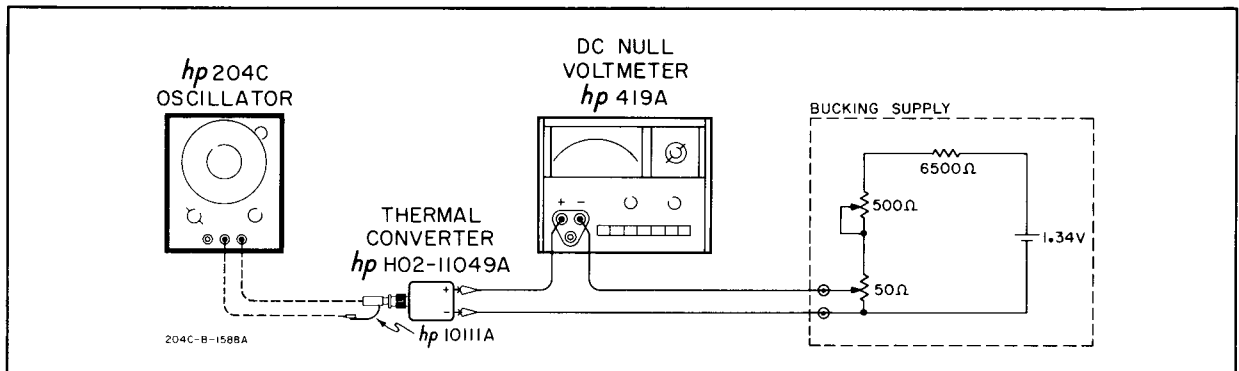 hp 204C
OSCILLATOR
DC NULL
VOLTMETER
hp 419A
BUCKING SUPPLY
6500Ω
500Ω
1.34V
50Ω
+ −
THERMAL
CONVERTER
hp H02-11049A
+
−
hp 10111A
204C-B-1588A